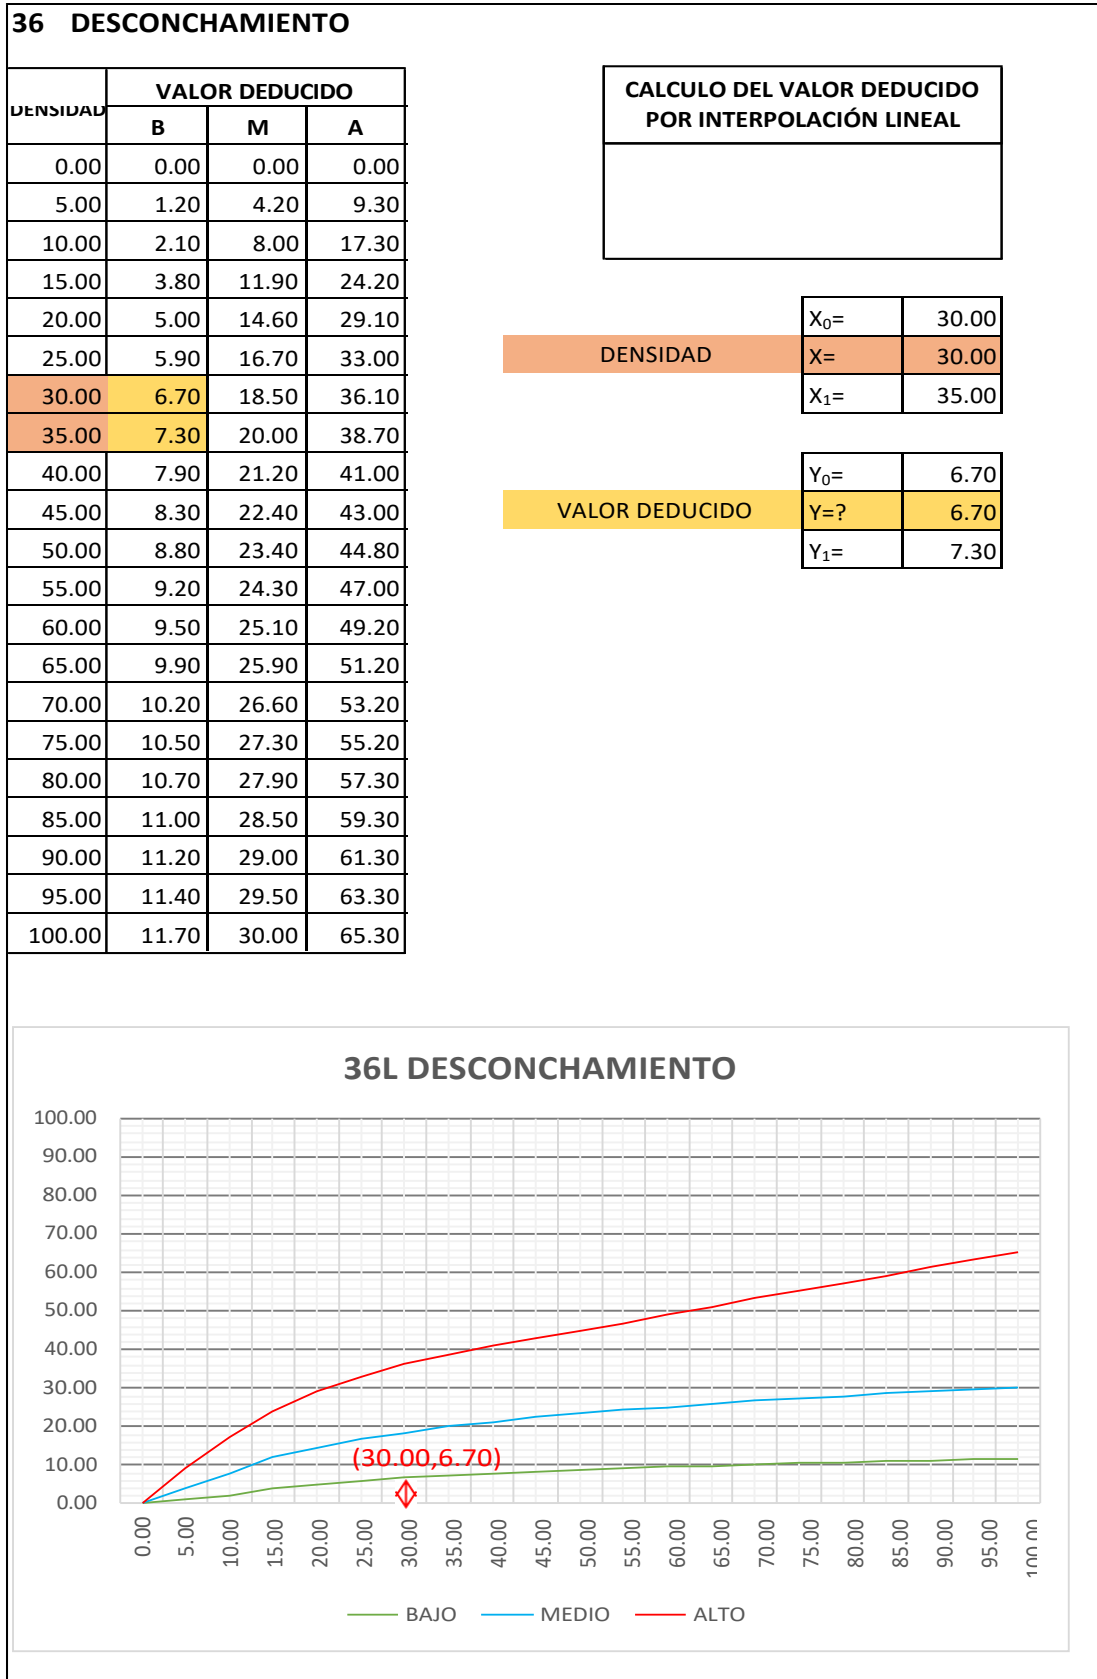 36 DESCONCHAMIENTO
DENSIDAD VALOR DEDUCIDO
B M A
0.00 0.00 0.00 0.00
5.00 1.20 4.20 9.30
10.00 2.10 8.00 17.30
15.00 3.80 11.90 24.20
20.00 5.00 14.60 29.10
25.00 5.90 16.70 33.00
30.00 6.70 18.50 36.10
35.00 7.30 20.00 38.70
40.00 7.90 21.20 41.00
45.00 8.30 22.40 43.00
50.00 8.80 23.40 44.80
55.00 9.20 24.30 47.00
60.00 9.50 25.10 49.20
65.00 9.90 25.90 51.20
70.00 10.20 26.60 53.20
75.00 10.50 27.30 55.20
80.00 10.70 27.90 57.30
85.00 11.00 28.50 59.30
90.00 11.20 29.00 61.30
95.00 11.40 29.50 63.30
100.00 11.70 30.00 65.30
CALCULO DEL VALOR DEDUCIDO
POR INTERPOLACIÓN LINEAL
X₀= 30.00
DENSIDAD X= 30.00
X₁= 35.00
Y₀= 6.70
VALOR DEDUCIDO Y=? 6.70
Y₁= 7.30
36L DESCONCHAMIENTO
100.00
90.00
80.00
70.00
60.00
50.00
40.00
30.00
20.00
10.00
0.00
(30.00,6.70)
0.00 5.00 10.00 15.00 20.00 25.00 30.00 35.00 40.00 45.00 50.00 55.00 60.00 65.00 70.00 75.00 80.00 85.00 90.00 95.00 100.00
BAJO MEDIO ALTO